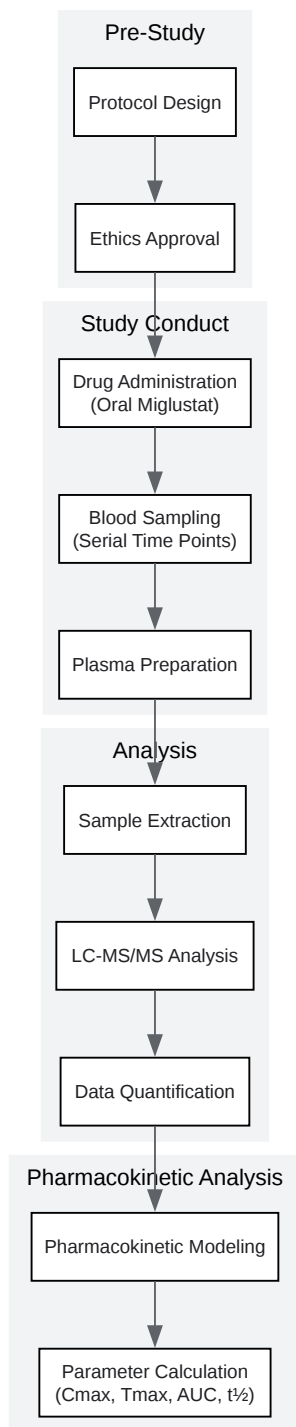 Pre-Study
Protocol Design
Ethics Approval
Study Conduct
Drug Administration
(Oral Miglustat)
Blood Sampling
(Serial Time Points)
Plasma Preparation
Analysis
Sample Extraction
LC-MS/MS Analysis
Data Quantification
Pharmacokinetic Analysis
Pharmacokinetic Modeling
Parameter Calculation
(Cmax, Tmax, AUC, t½)